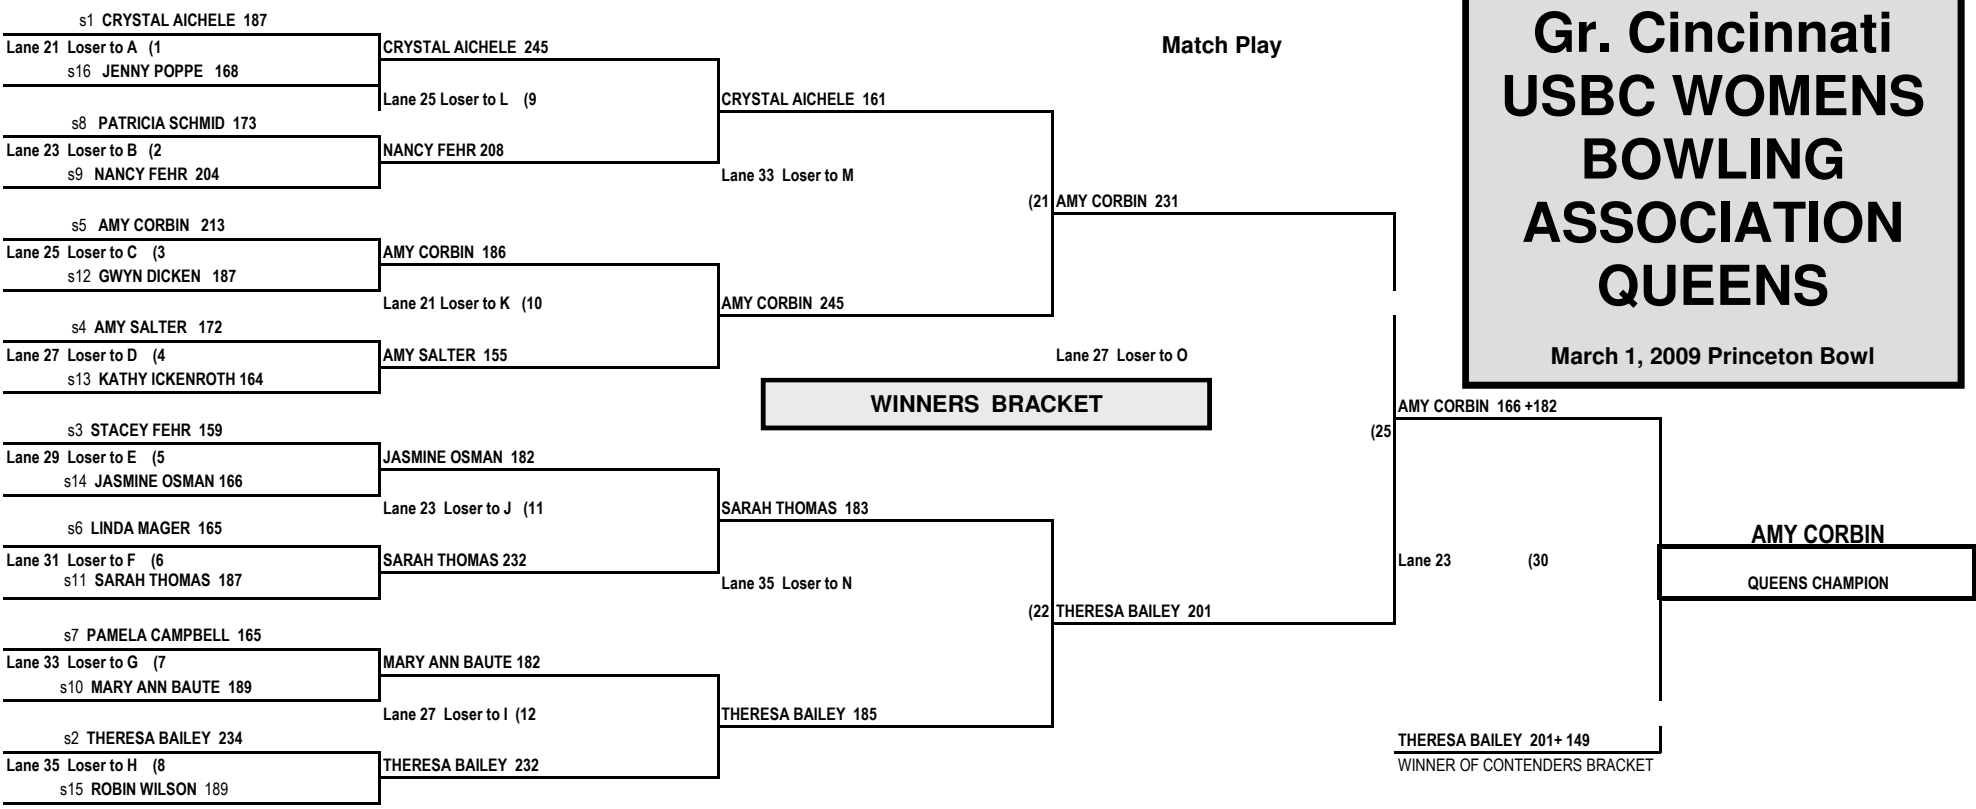 s1 CRYSTAL AICHELE 187
Lane 21 Loser to A (1
s16 JENNY POPPE 168
s8 PATRICIA SCHMID 173
Lane 23 Loser to B (2
s9 NANCY FEHR 204
s5 AMY CORBIN 213
Lane 25 Loser to C (3
s12 GWYN DICKEN 187
s4 AMY SALTER 172
Lane 27 Loser to D (4
s13 KATHY ICKENROTH 164
s3 STACEY FEHR 159
Lane 29 Loser to E (5
s14 JASMINE OSMAN 166
s6 LINDA MAGER 165
Lane 31 Loser to F (6
s11 SARAH THOMAS 187
s7 PAMELA CAMPBELL 165
Lane 33 Loser to G (7
s10 MARY ANN BAUTE 189
s2 THERESA BAILEY 234
Lane 35 Loser to H (8
s15 ROBIN WILSON 189
CRYSTAL AICHELE 245
Lane 25 Loser to L (9
NANCY FEHR 208
AMY CORBIN 186
Lane 21 Loser to K (10
AMY SALTER 155
JASMINE OSMAN 182
Lane 23 Loser to J (11
SARAH THOMAS 232
MARY ANN BAUTE 182
Lane 27 Loser to I (12
THERESA BAILEY 232
CRYSTAL AICHELE 161
Lane 33 Loser to M
AMY CORBIN 245
WINNERS BRACKET
SARAH THOMAS 183
Lane 35 Loser to N
THERESA BAILEY 185
Match Play
(21 AMY CORBIN 231
Lane 27 Loser to O
(22 THERESA BAILEY 201
Gr. Cincinnati
USBC WOMENS
BOWLING
ASSOCIATION
QUEENS
March 1, 2009 Princeton Bowl
AMY CORBIN 166 +182
(25
Lane 23 (30
THERESA BAILEY 201+ 149
WINNER OF CONTENDERS BRACKET
AMY CORBIN
QUEENS CHAMPION